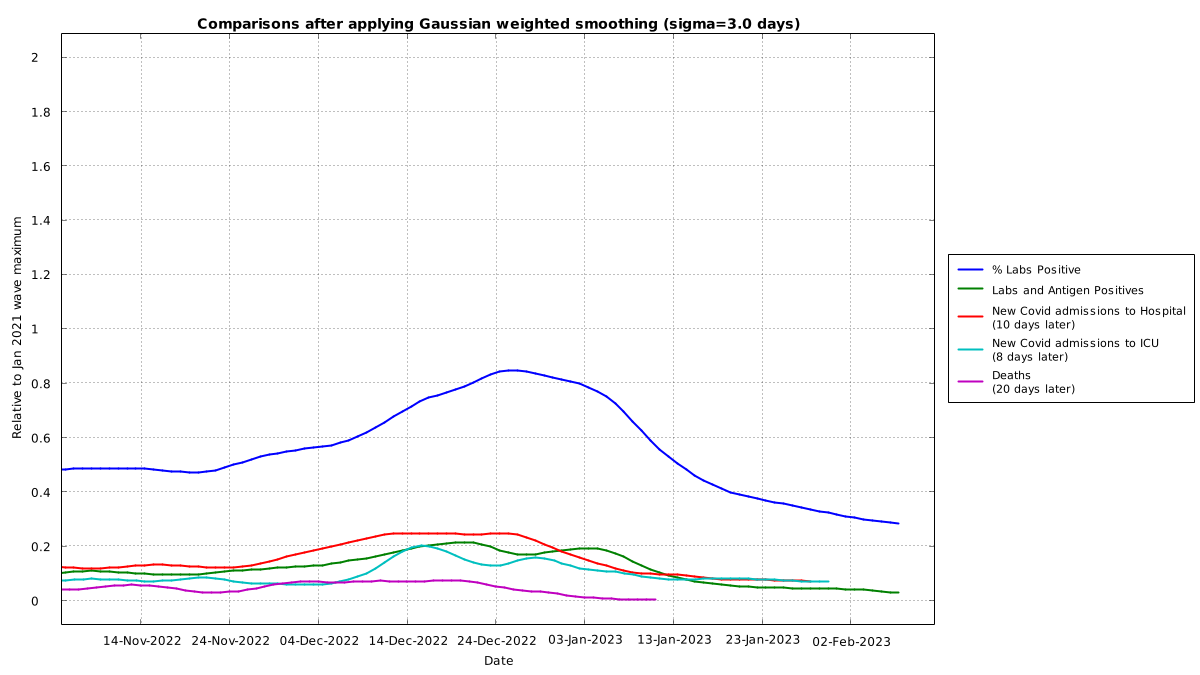 Comparisons after applying Gaussian weighted smoothing (sigma=3.0 days)
Relative to Jan 2021 wave maximum
2
1.8
1.6
1.4
1.2
1
0.8
0.6
0.4
0.2
0
14-Nov-2022 24-Nov-2022 04-Dec-2022 14-Dec-2022 24-Dec-2022 03-Jan-2023 13-Jan-2023 23-Jan-2023 02-Feb-2023
Date
% Labs Positive
Labs and Antigen Positives
New Covid admissions to Hospital
(10 days later)
New Covid admissions to ICU
(8 days later)
Deaths
(20 days later)